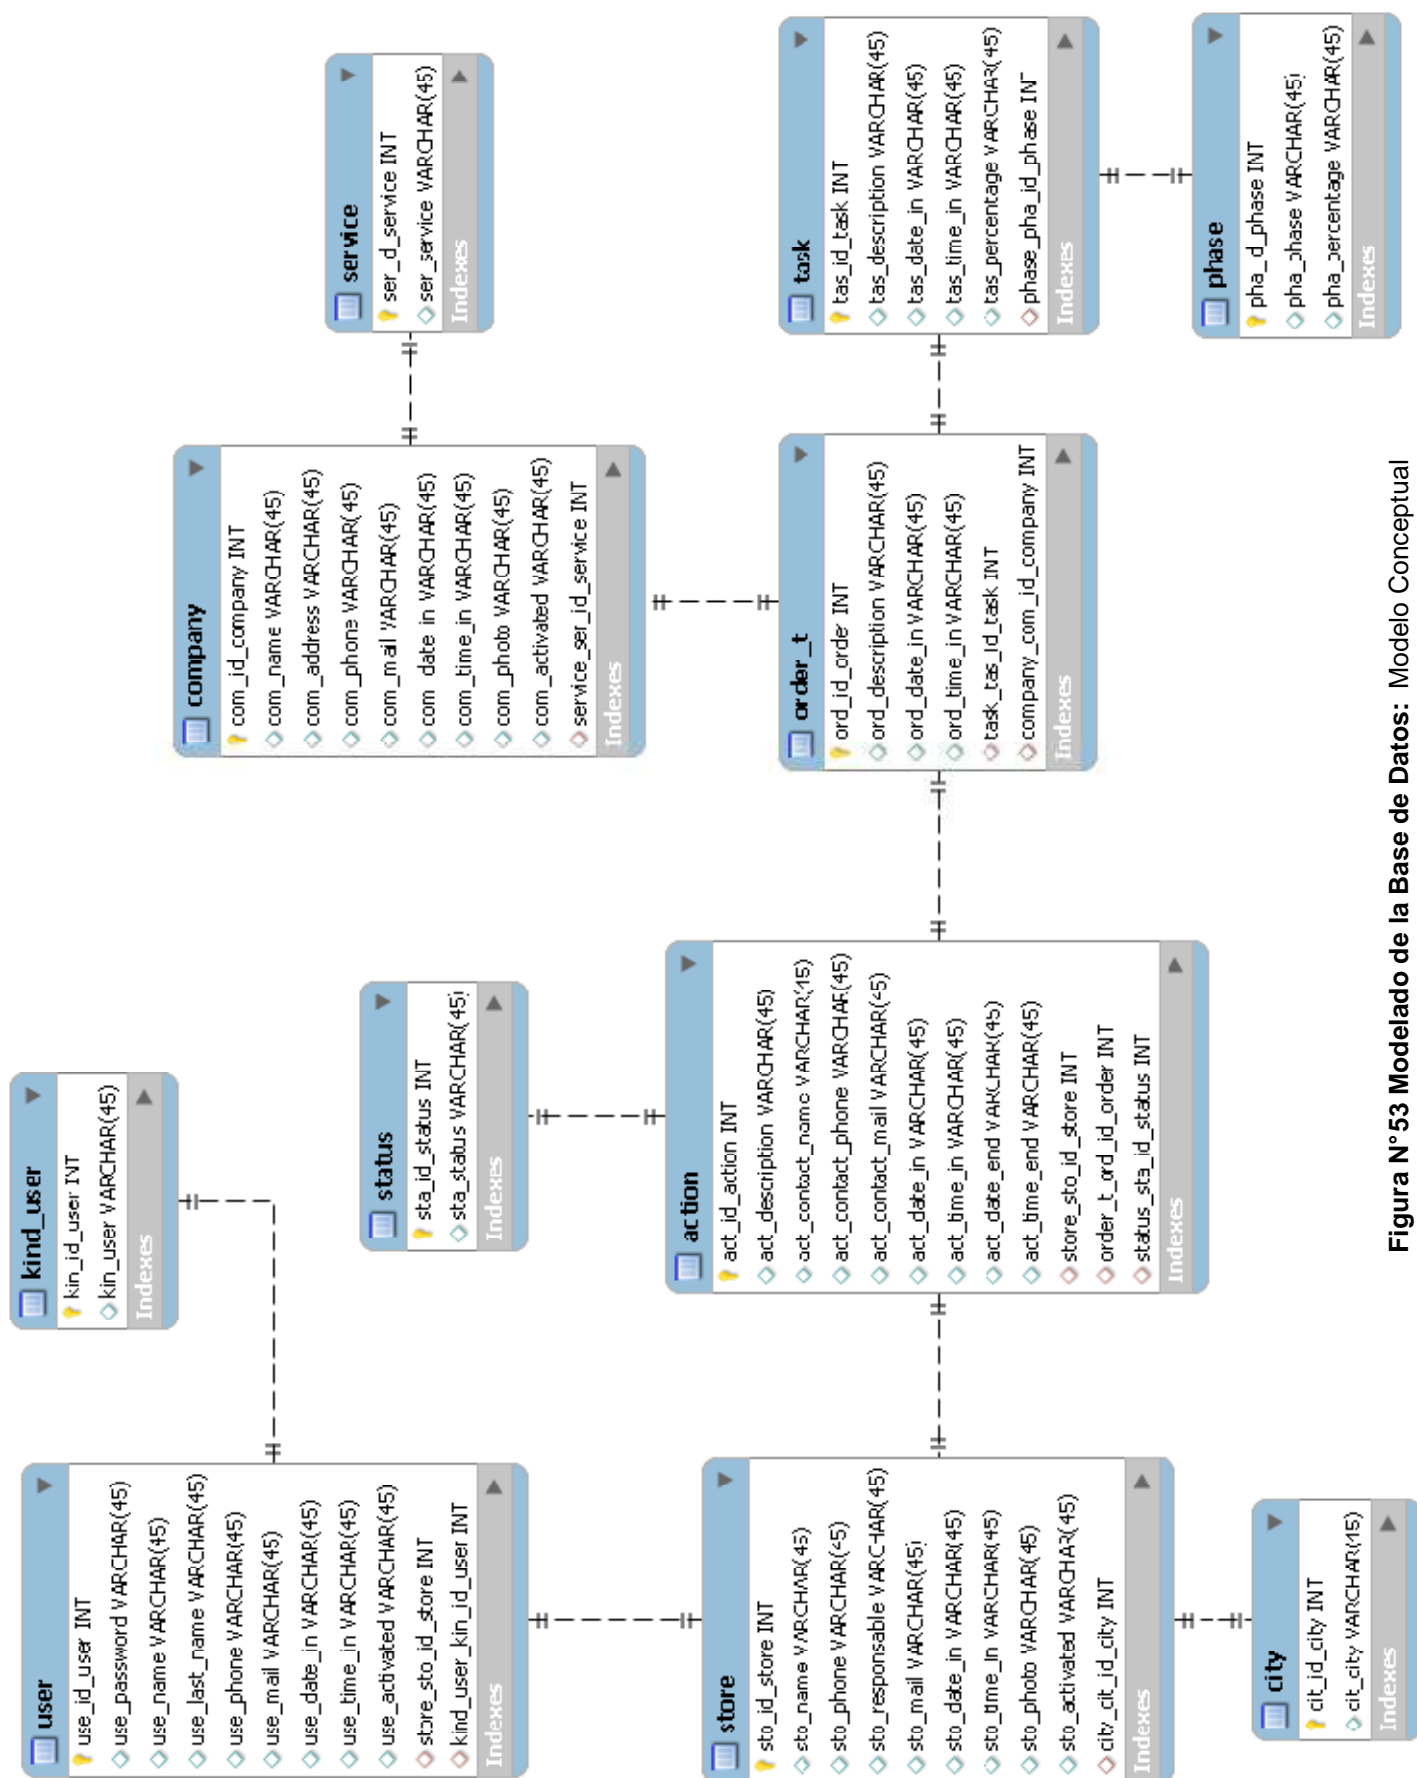 user
use_id_user INT
use_password VARCHAR(45)
use_name VARCHAR(45)
use_last_name VARCHAR(45)
use_phone VARCHAR(45)
use_mail VARCHAR(45)
use_date_in VARCHAR(45)
use_time_in VARCHAR(45)
use_activated VARCHAR(45)
store_sto_id_store INT
kind_user_kin_id_user INT
Indexes
kind_user
kin_id_user INT
kin_user VARCHAR(45)
Indexes
status
sta_id_status INT
sta_status VARCHAR(45)
Indexes
company
com_id_company INT
com_name VARCHAR(45)
com_address VARCHAR(45)
com_phone VARCHAR(45)
com_mail VARCHAR(45)
com_date_in VARCHAR(45)
com_time_in VARCHAR(45)
com_photo VARCHAR(45)
com_activated VARCHAR(45)
service_ser_id_service INT
Indexes
service
ser_id_service INT
ser_service VARCHAR(45)
Indexes
store
sto_id_store INT
sto_name VARCHAR(45)
sto_phone VARCHAR(45)
sto_responsable VARCHAR(45)
sto_mail VARCHAR(45)
sto_date_in VARCHAR(45)
sto_time_in VARCHAR(45)
sto_photo VARCHAR(45)
sto_activated VARCHAR(45)
city_cit_id_city INT
Indexes
action
act_id_action INT
act_description VARCHAR(45)
act_contact_name VARCHAR(45)
act_contact_phone VARCHAR(45)
act_contact_mail VARCHAR(45)
act_date_in VARCHAR(45)
act_time_in VARCHAR(45)
act_date_end VARCHAR(45)
act_time_end VARCHAR(45)
store_sto_id_store INT
order_t_ord_id_order INT
status_sta_id_status INT
Indexes
order_t
ord_id_order INT
ord_description VARCHAR(45)
ord_date_in VARCHAR(45)
ord_time_in VARCHAR(45)
task_tas_id_task INT
company_com_id_company INT
Indexes
task
tas_id_task INT
tas_description VARCHAR(45)
tas_date_in VARCHAR(45)
tas_time_in VARCHAR(45)
tas_percentage VARCHAR(45)
phase_pha_id_phase INT
Indexes
city
cit_id_city INT
cit_city VARCHAR(45)
Indexes
phase
pha_id_phase INT
pha_phase VARCHAR(45)
pha_percentage VARCHAR(45)
Indexes
Figura N°53 Modelado de la Base de Datos: Modelo Conceptual